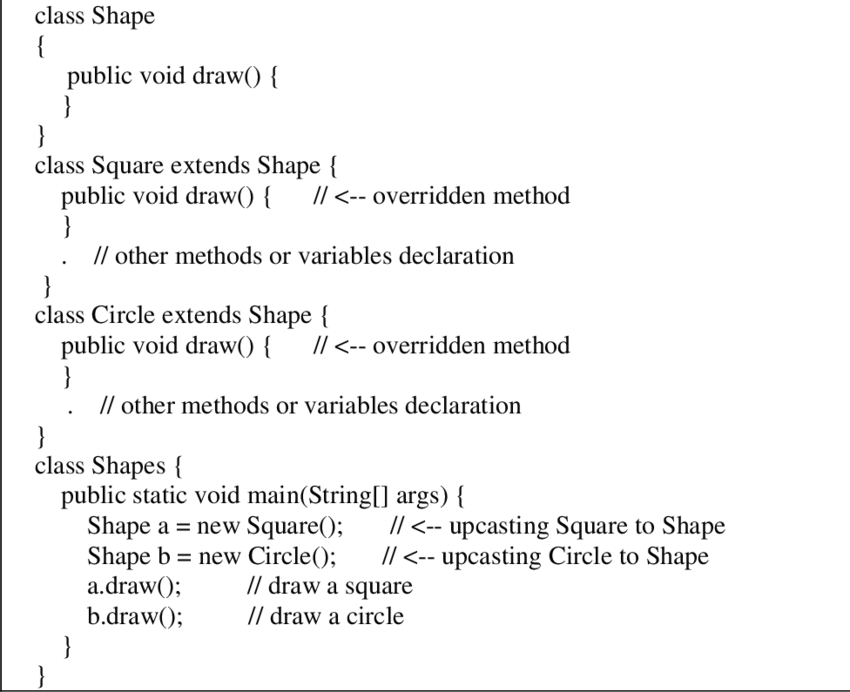 class Shape
{
public void draw() {
}
}
class Square extends Shape {
public void draw() { // <-- overridden method
}
. // other methods or variables declaration
}
class Circle extends Shape {
public void draw() { // <-- overridden method
}
. // other methods or variables declaration
}
class Shapes {
public static void main(String[] args) {
Shape a = new Square(); // <-- upcasting Square to Shape
Shape b = new Circle(); // <-- upcasting Circle to Shape
a.draw(); // draw a square
b.draw(); // draw a circle
}
}